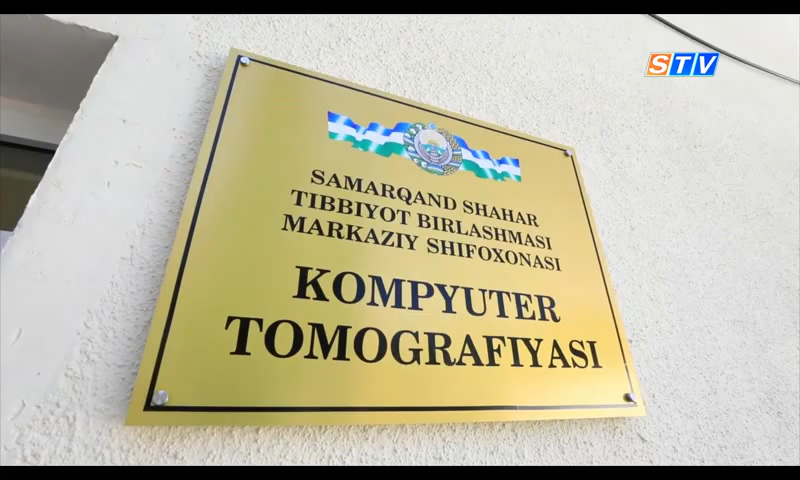 STV
SAMARQAND SHAHAR
TIBBIYOT BIRLASHMASI
MARKAZIY SHIFOXONASI
KOMPYUTER
TOMOGRAFIYASI